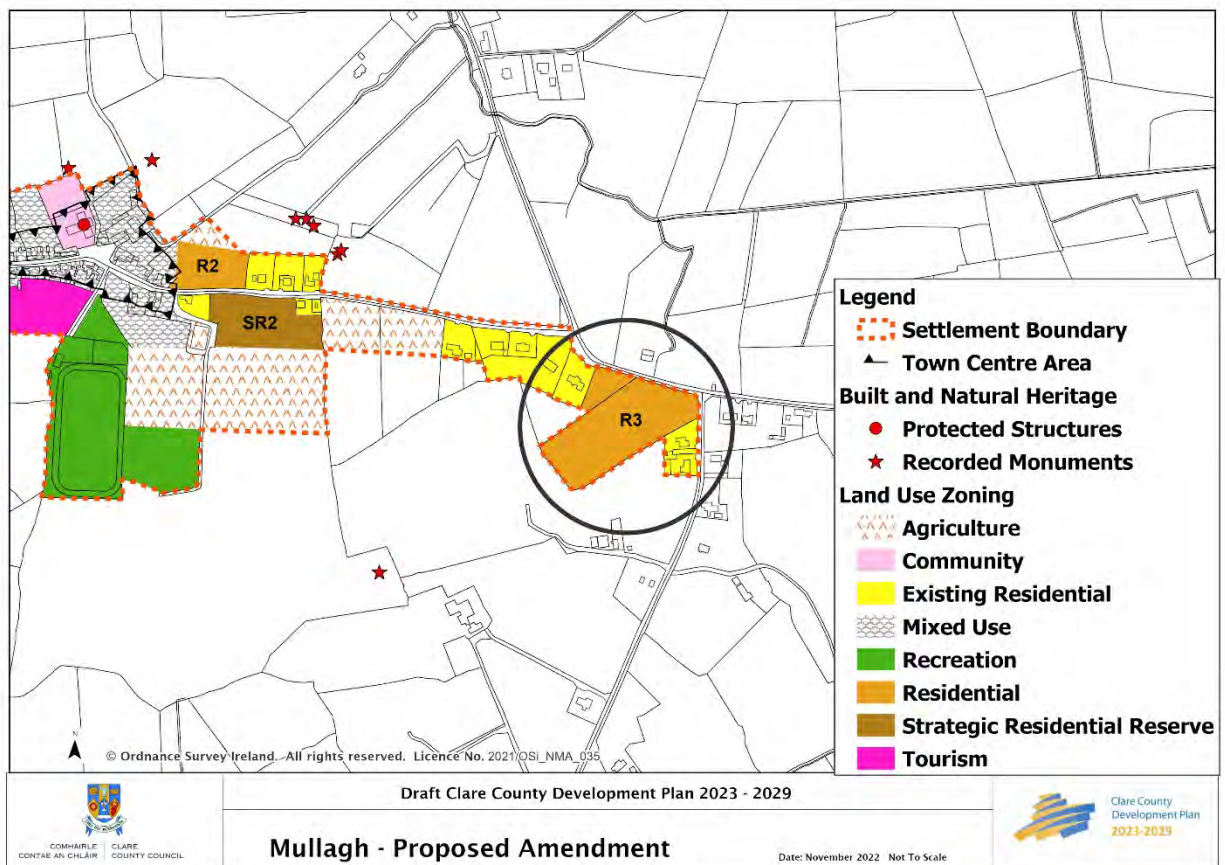 R2
SR2
R3
Legend
Settlement Boundary
Town Centre Area
Built and Natural Heritage
Protected Structures
Recorded Monuments
Land Use Zoning
Agriculture
Community
Existing Residential
Mixed Use
Recreation
Residential
Strategic Residential Reserve
Tourism
N
© Ordnance Survey Ireland. All rights reserved. Licence No. 2021/OSi_NMA_035
COMHAIRLE CONTAE AN CHLÁIR
CLARE COUNTY COUNCIL
Draft Clare County Development Plan 2023 - 2029
Mullagh - Proposed Amendment
Date: November 2022 Not To Scale
Clare County
Development Plan
2023-2029